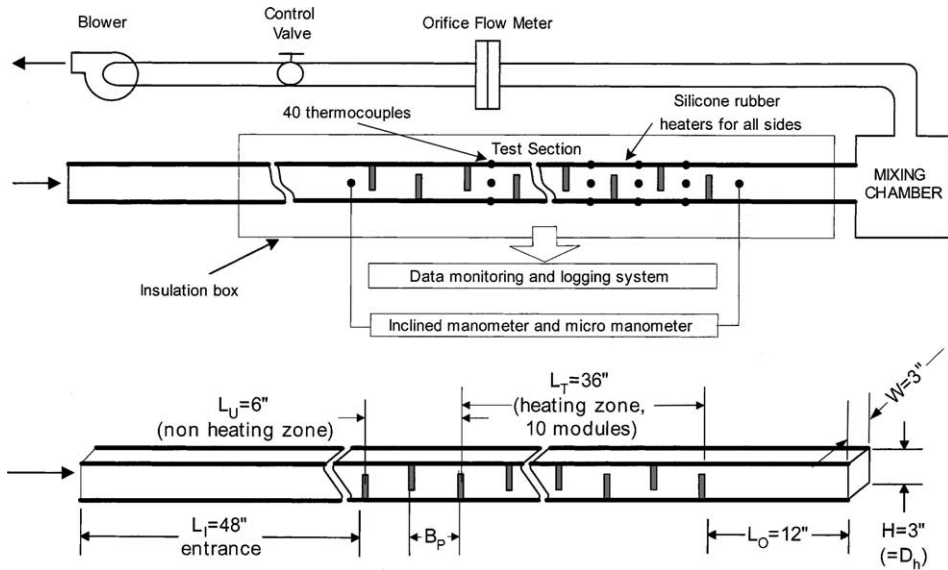 Blower
Control
Valve
Orifice Flow Meter
40 thermocouples
Silicone rubber
heaters for all sides
Test Section
MIXING
CHAMBER
Insulation box
Data monitoring and logging system
Inclined manometer and micro manometer
L_U=6"
(non heating zone)
L_T=36"
(heating zone,
10 modules)
W=3"
L_I=48"
entrance
B_P
L_O=12"
H=3"
(=D_h)